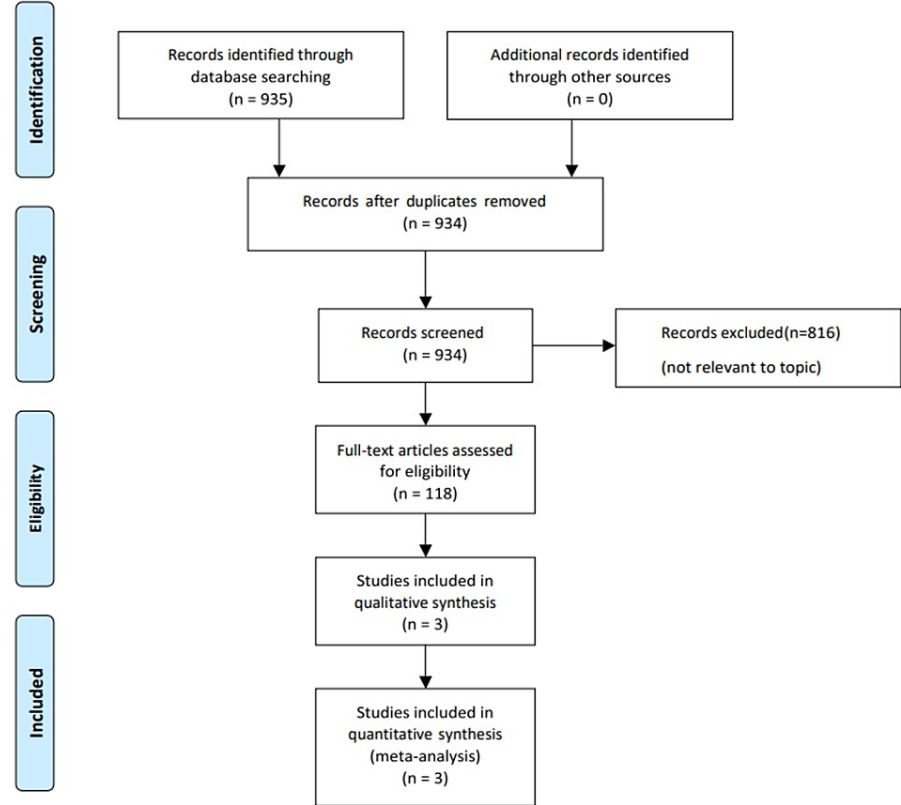 Identification
Records identified through
database searching
(n = 935)
Additional records identified
through other sources
(n = 0)
Records after duplicates removed
(n = 934)
Screening
Records screened
(n = 934)
Records excluded(n=816)
(not relevant to topic)
Eligibility
Full-text articles assessed
for eligibility
(n = 118)
Studies included in
qualitative synthesis
(n = 3)
Included
Studies included in
quantitative synthesis
(meta-analysis)
(n = 3)